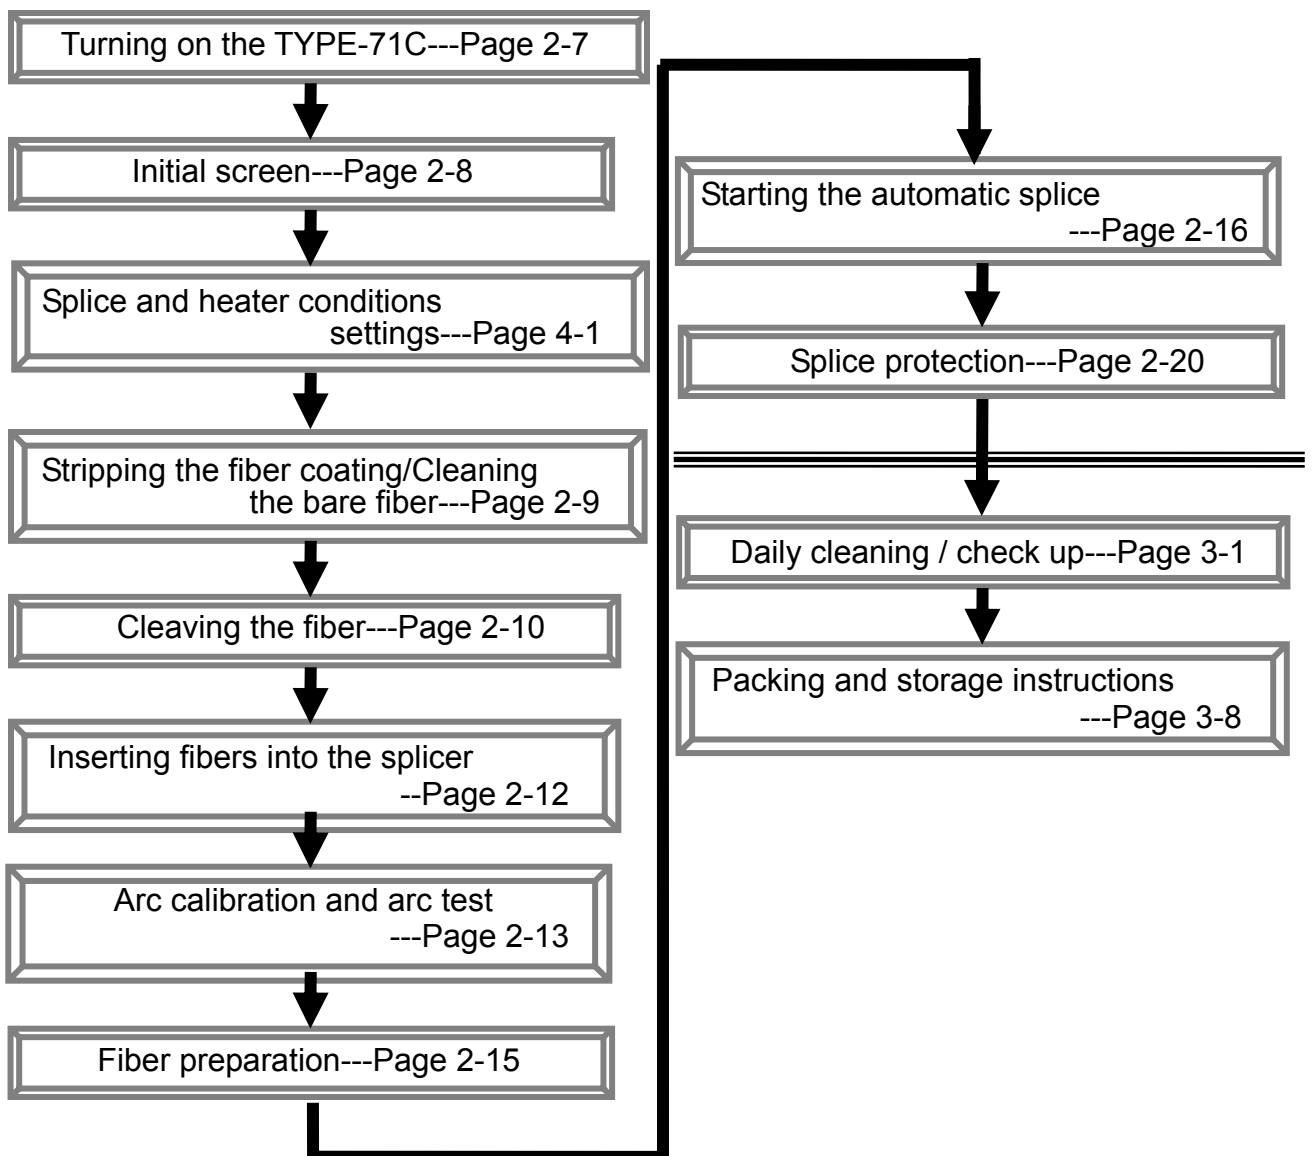 Turning on the TYPE-71C---Page 2-7
Initial screen---Page 2-8
Splice and heater conditions
settings---Page 4-1
Stripping the fiber coating/Cleaning
the bare fiber---Page 2-9
Cleaving the fiber---Page 2-10
Inserting fibers into the splicer
--Page 2-12
Arc calibration and arc test
---Page 2-13
Fiber preparation---Page 2-15
Starting the automatic splice
---Page 2-16
Splice protection---Page 2-20
Daily cleaning / check up---Page 3-1
Packing and storage instructions
---Page 3-8